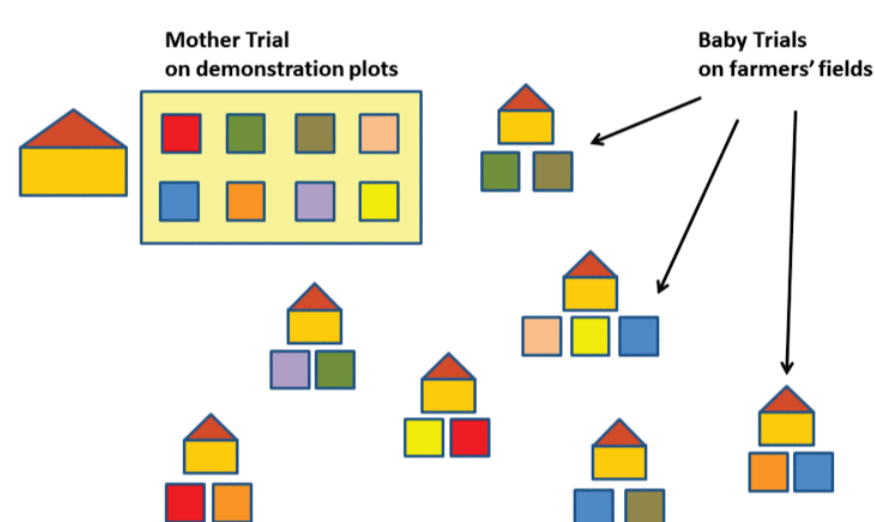 Mother Trial
on demonstration plots
Baby Trials
on farmers' fields